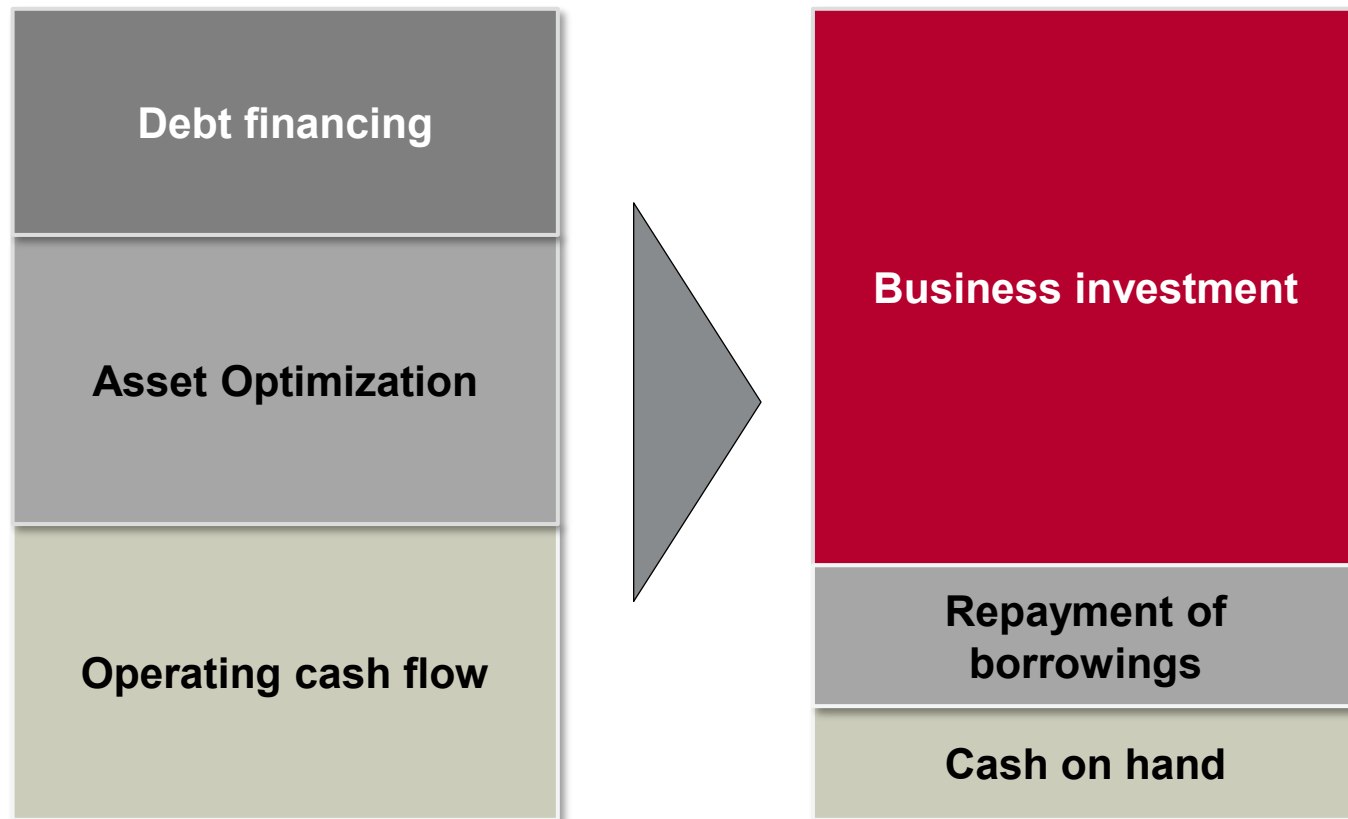 Debt financing
Asset Optimization
Operating cash flow
Business investment
Repayment of
borrowings
Cash on hand